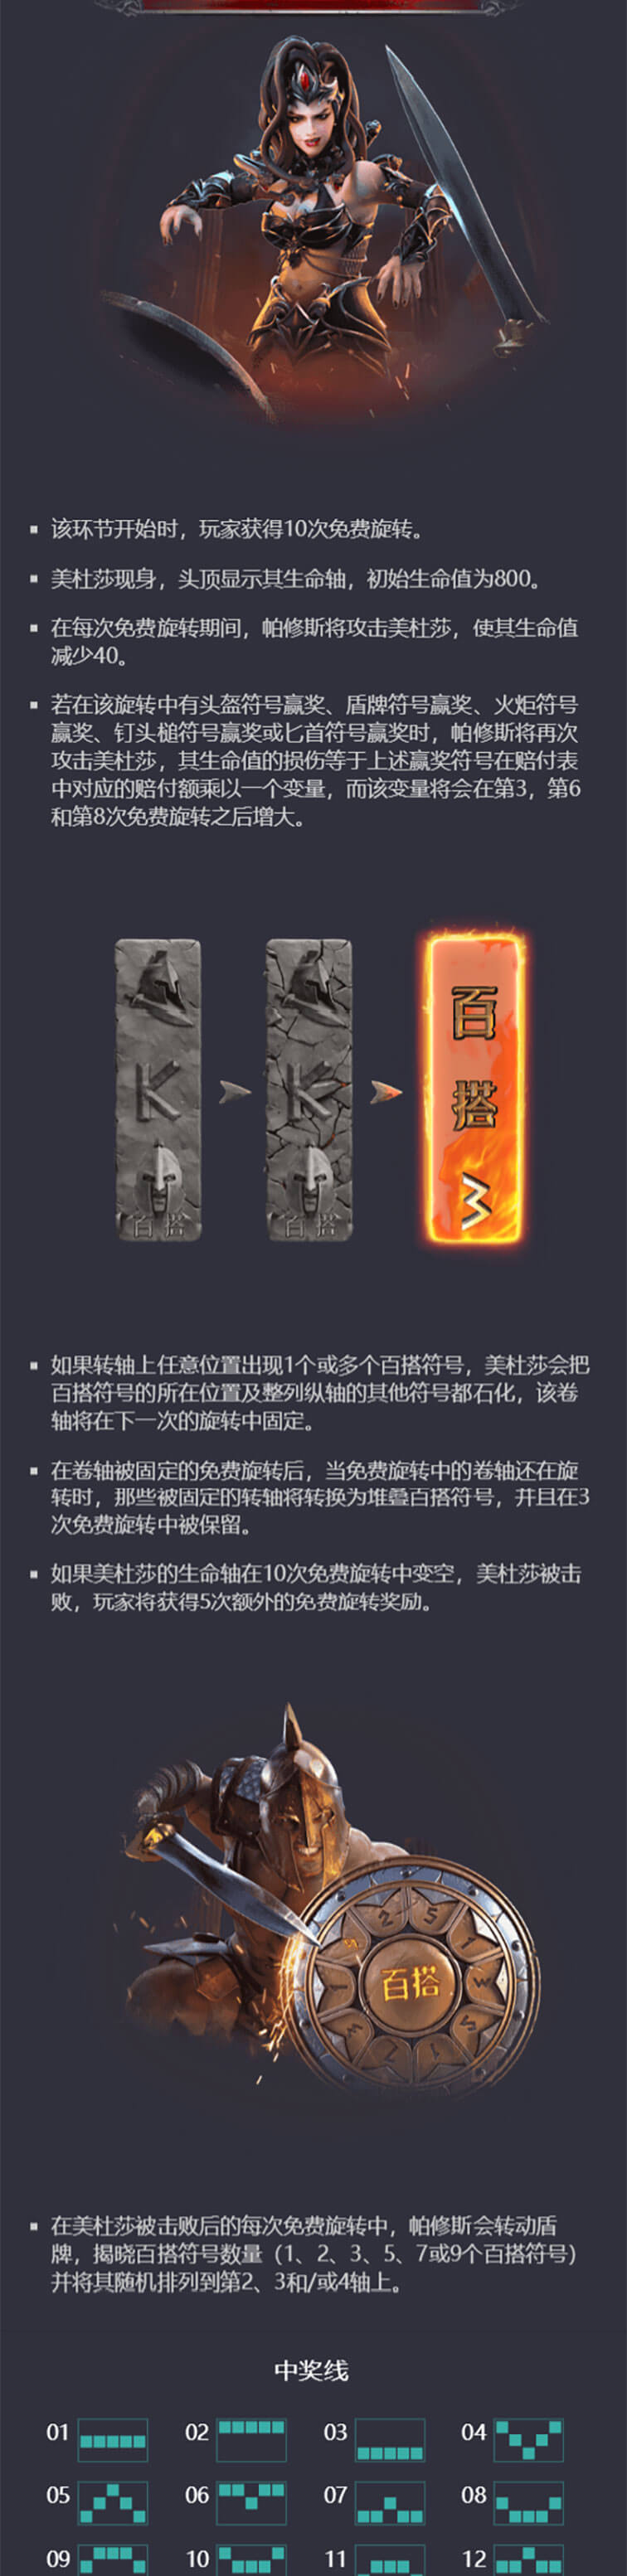 该环节开始时，玩家获得10次免费旋转。
美杜莎现身，头顶显示其生命轴，初始生命值为800。
在每次免费旋转期间，帕修斯将攻击美杜莎，使其生命值
减少40。
若在该旋转中有头盔符号赢奖、盾牌符号赢奖、火炬符号
赢奖、钉头槌符号赢奖或匕首符号赢奖时，帕修斯将再次
攻击美杜莎，其生命值的损伤等于上述赢奖符号在赔付表
中对应的赔付额乘以一个变量，而该变量将会在第3，第6
和第8次免费旋转之后增大。
K
百搭
K
百搭
百
搭
如果转轴上任意位置出现1个或多个百搭符号，美杜莎会把
百搭符号的所在位置及整列纵轴的其他符号都石化，该卷
轴将在下一次的旋转中固定。
在卷轴被固定的免费旋转后，当免费旋转中的卷轴还在旋
转时，那些被固定的转轴将转换为堆叠百搭符号，并且在3
次免费旋转中被保留。
如果美杜莎的生命轴在10次免费旋转中变空，美杜莎被击
败，玩家将获得5次额外的免费旋转奖励。
百搭
在美杜莎被击败后的每次免费旋转中，帕修斯会转动盾
牌，揭晓百搭符号数量（1、2、3、5、7或9个百搭符号）
并将其随机排列到第2、3和/或4轴上。
中奖线
01 02 03 04
05 06 07 08
09 10 11 12